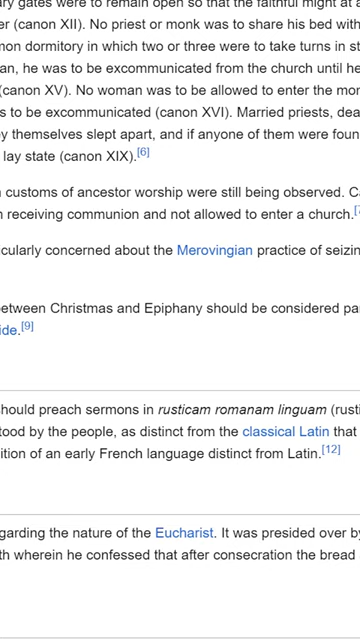 ary gates were to remain open so that the faithful might at a
er (canon XII). No priest or monk was to share his bed with
mon dormitory in which two or three were to take turns in st
an, he was to be excommunicated from the church until he
(canon XV). No woman was to be allowed to enter the mor
s to be excommunicated (canon XVI). Married priests, dea
y themselves slept apart, and if anyone of them were foun
lay state (canon XIX).[6]
n customs of ancestor worship were still being observed. C
n receiving communion and not allowed to enter a church.[7
icularly concerned about the Merovingian practice of seizin
between Christmas and Epiphany should be considered pa
ide.[9]
should preach sermons in rusticam romanam linguam (rusti
tood by the people, as distinct from the classical Latin that
ition of an early French language distinct from Latin.[12]
garding the nature of the Eucharist. It was presided over by
th wherein he confessed that after consecration the bread